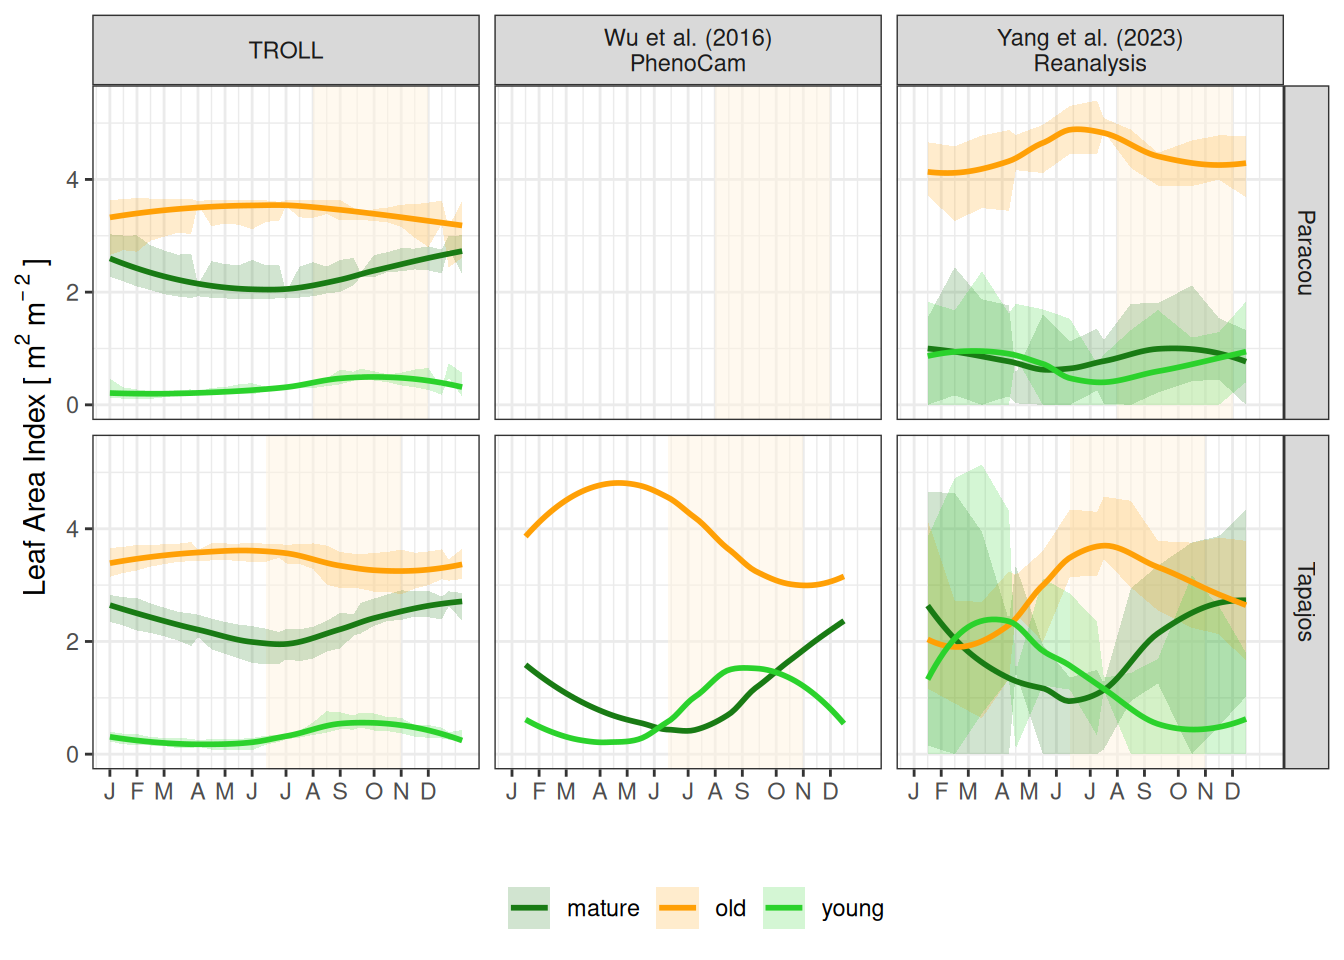 TROLL
Wu et al. (2016)
PhenoCam
Yang et al. (2023)
Reanalysis
Leaf Area Index [ m² m⁻² ]
4
2
0
Paracou
4
2
0
Tapajos
J F M A M J J A S O N D
J F M A M J J A S O N D
J F M A M J J A S O N D
mature old young